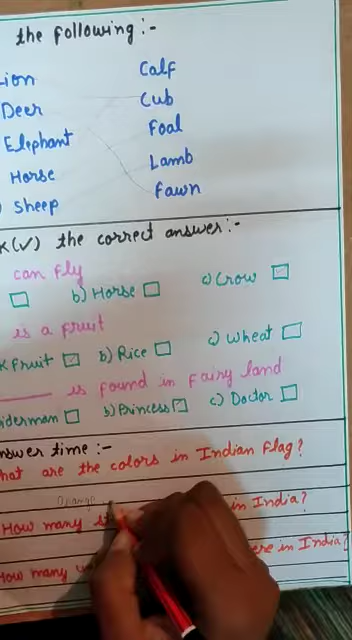 the following :-
Lion Calf
Deer Cub
Elephant Foal
Horse Lamb
Sheep Fawn
k(✓) the correct answer:-
can fly
b) Horse c) Crow
is a fruit
k fruit b) Rice c) Wheat
is found in fairy land
iderman b) Princess c) Doctor
nswer time :-
hat are the colors in Indian flag?
Orange
How many in India?
How many in India?